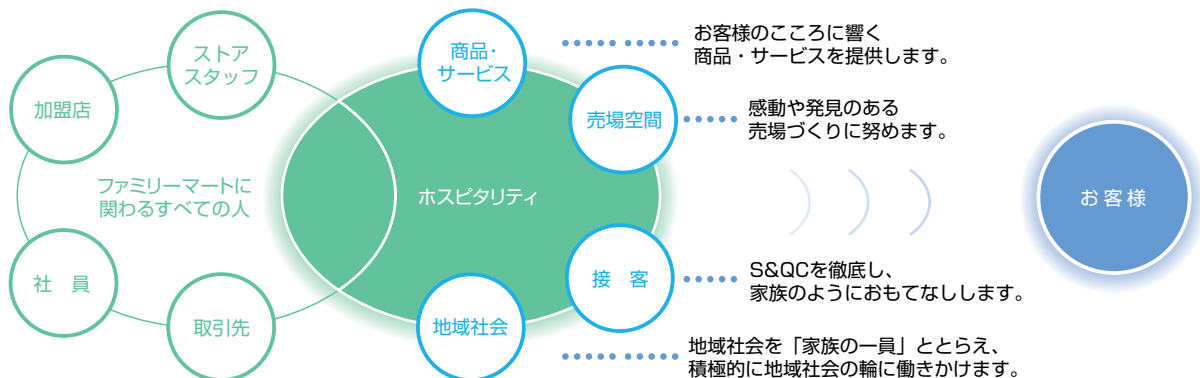 ストア
スタッフ
加盟店
ファミリーマートに
関わるすべての人
社 員
取引先
ホスピタリティ
商品・
サービス
お客様のこころに響く
商品・サービスを提供します。
売場空間
感動や発見のある
売場づくりに努めます。
接 客
S&QCを徹底し、
家族のようにおもてなしします。
地域社会
地域社会を「家族の一員」ととらえ、
積極的に地域社会の輪に働きかけます。
お客様